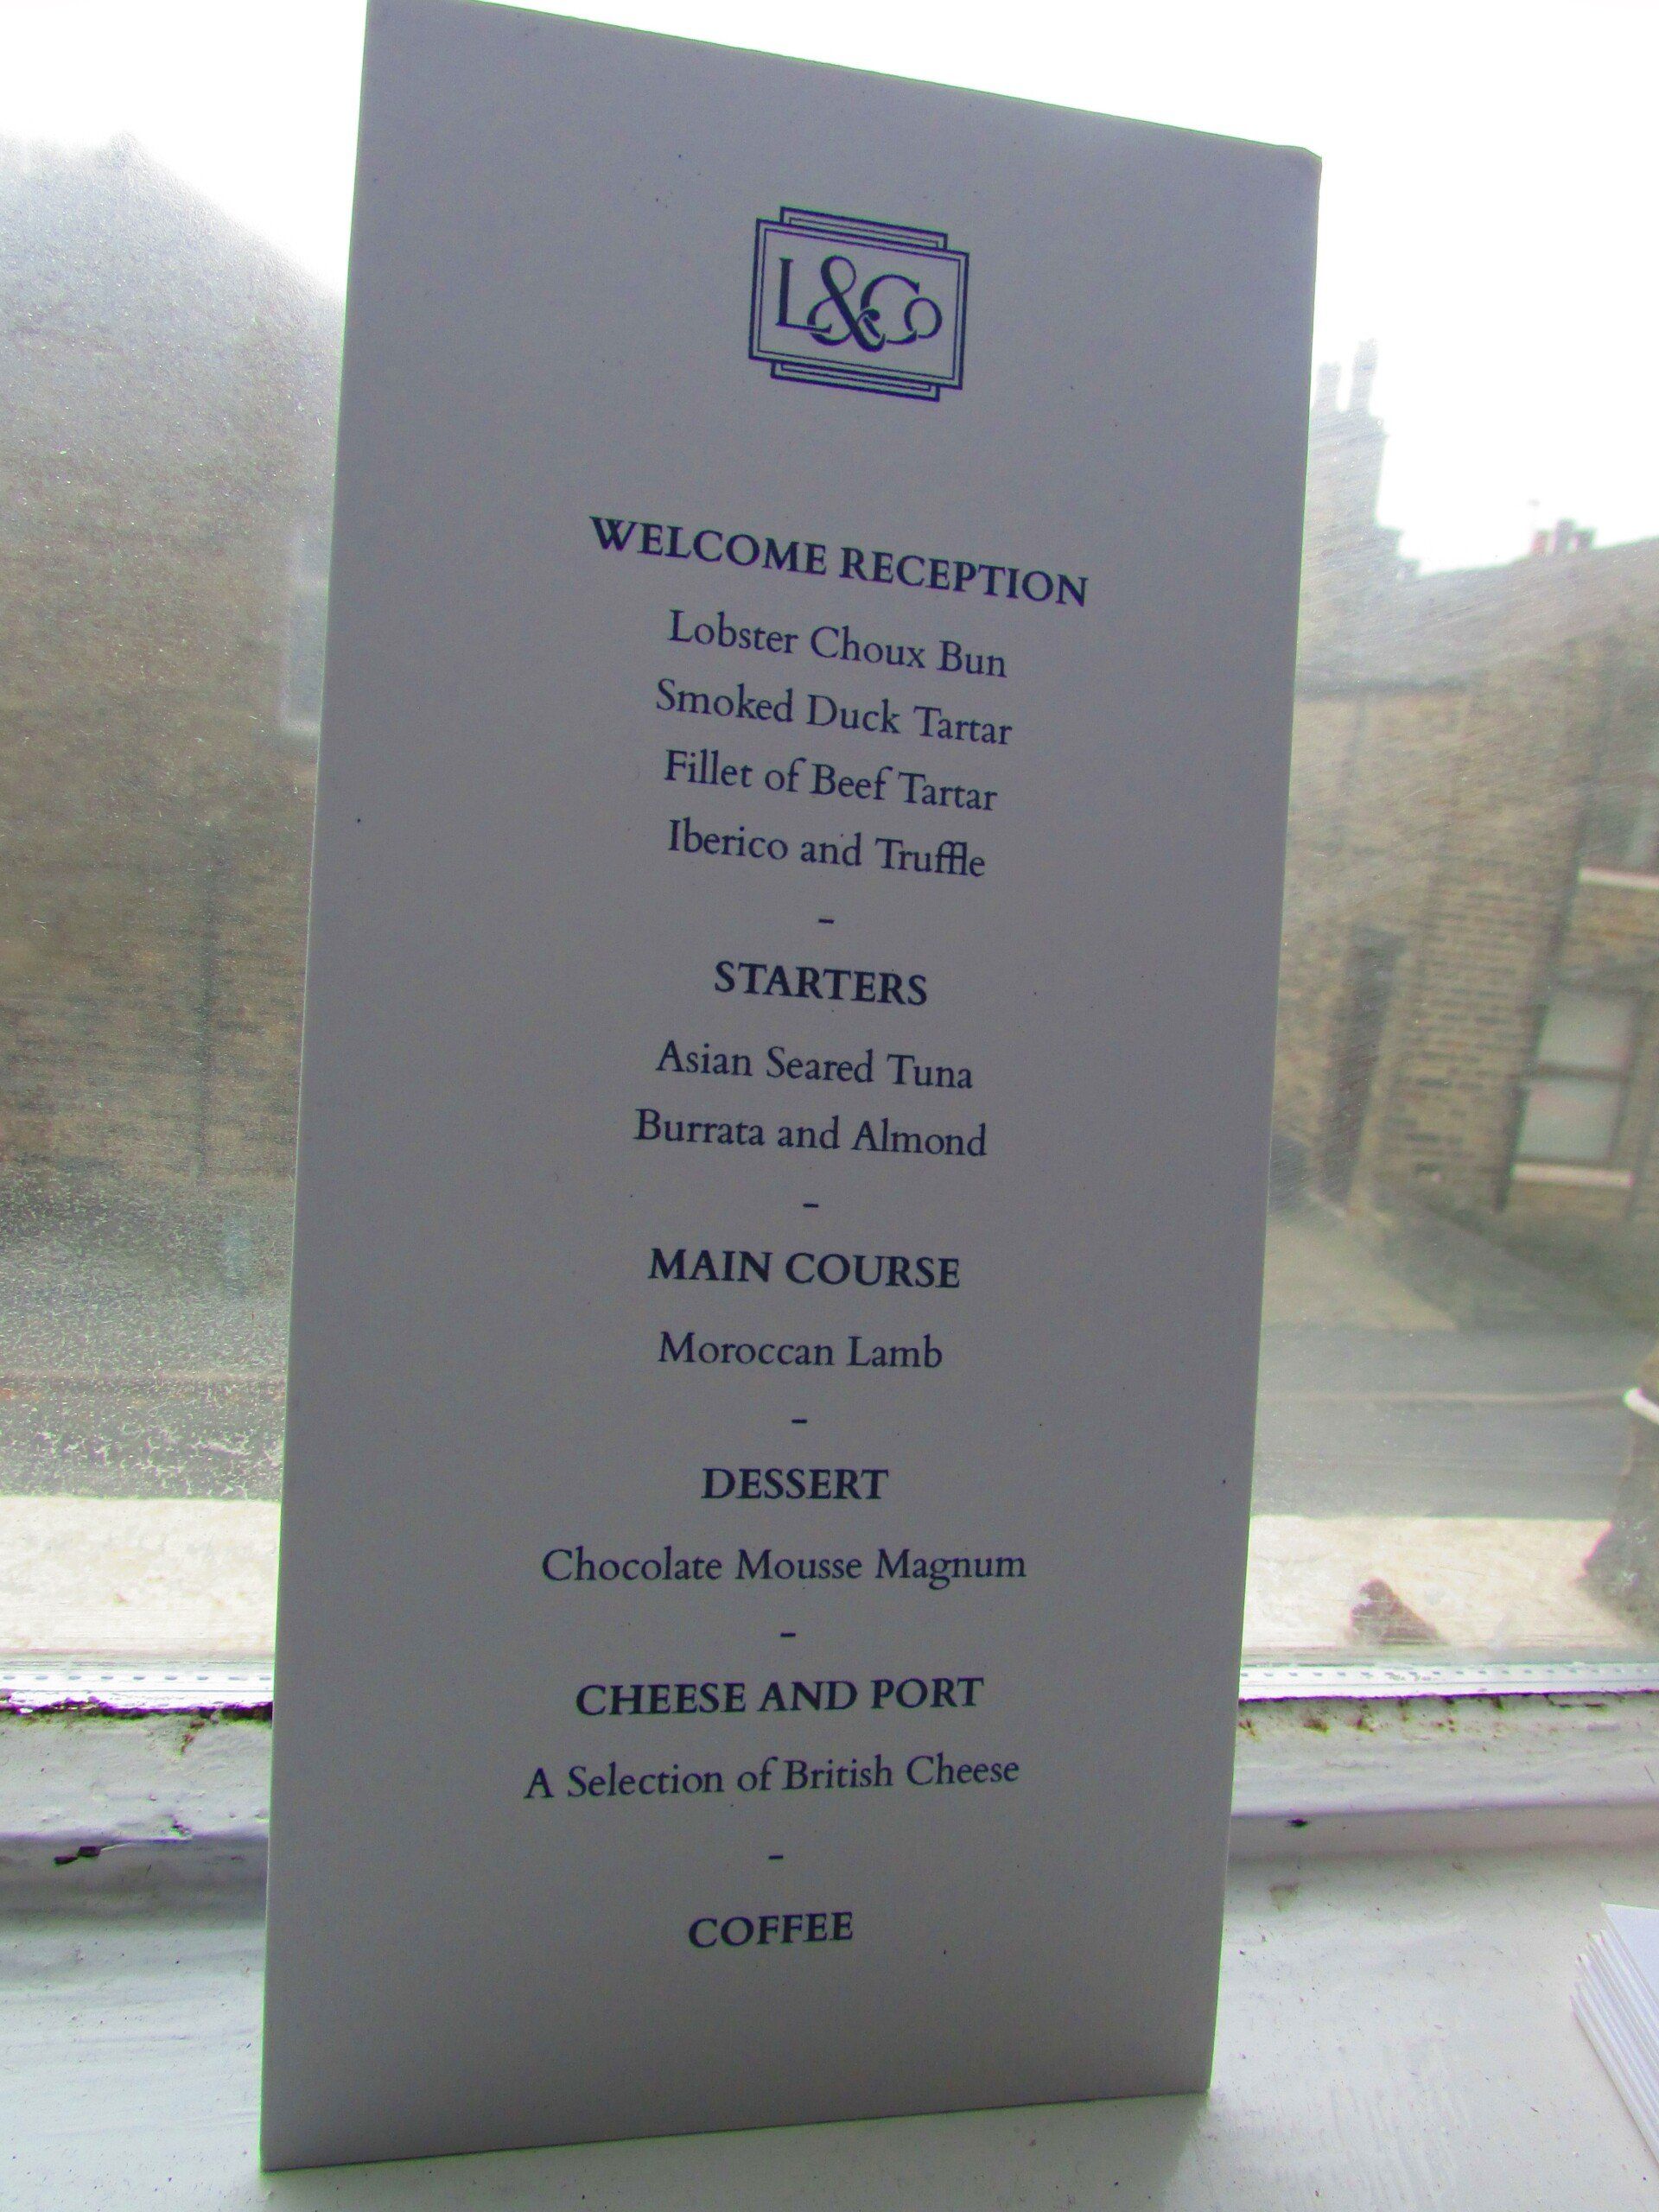 L&Co
WELCOME RECEPTION
Lobster Choux Bun
Smoked Duck Tartar
Fillet of Beef Tartar
Iberico and Truffle
-
STARTERS
Asian Seared Tuna
Burrata and Almond
-
MAIN COURSE
Moroccan Lamb
-
DESSERT
Chocolate Mousse Magnum
-
CHEESE AND PORT
A Selection of British Cheese
-
COFFEE